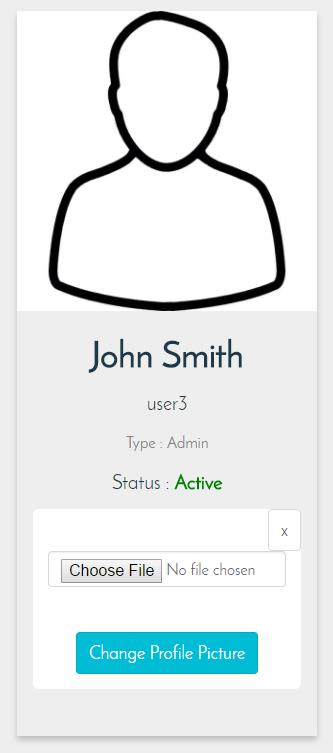 John Smith
user3
Type : Admin
Status : Active
x
Choose File No file chosen
Change Profile Picture